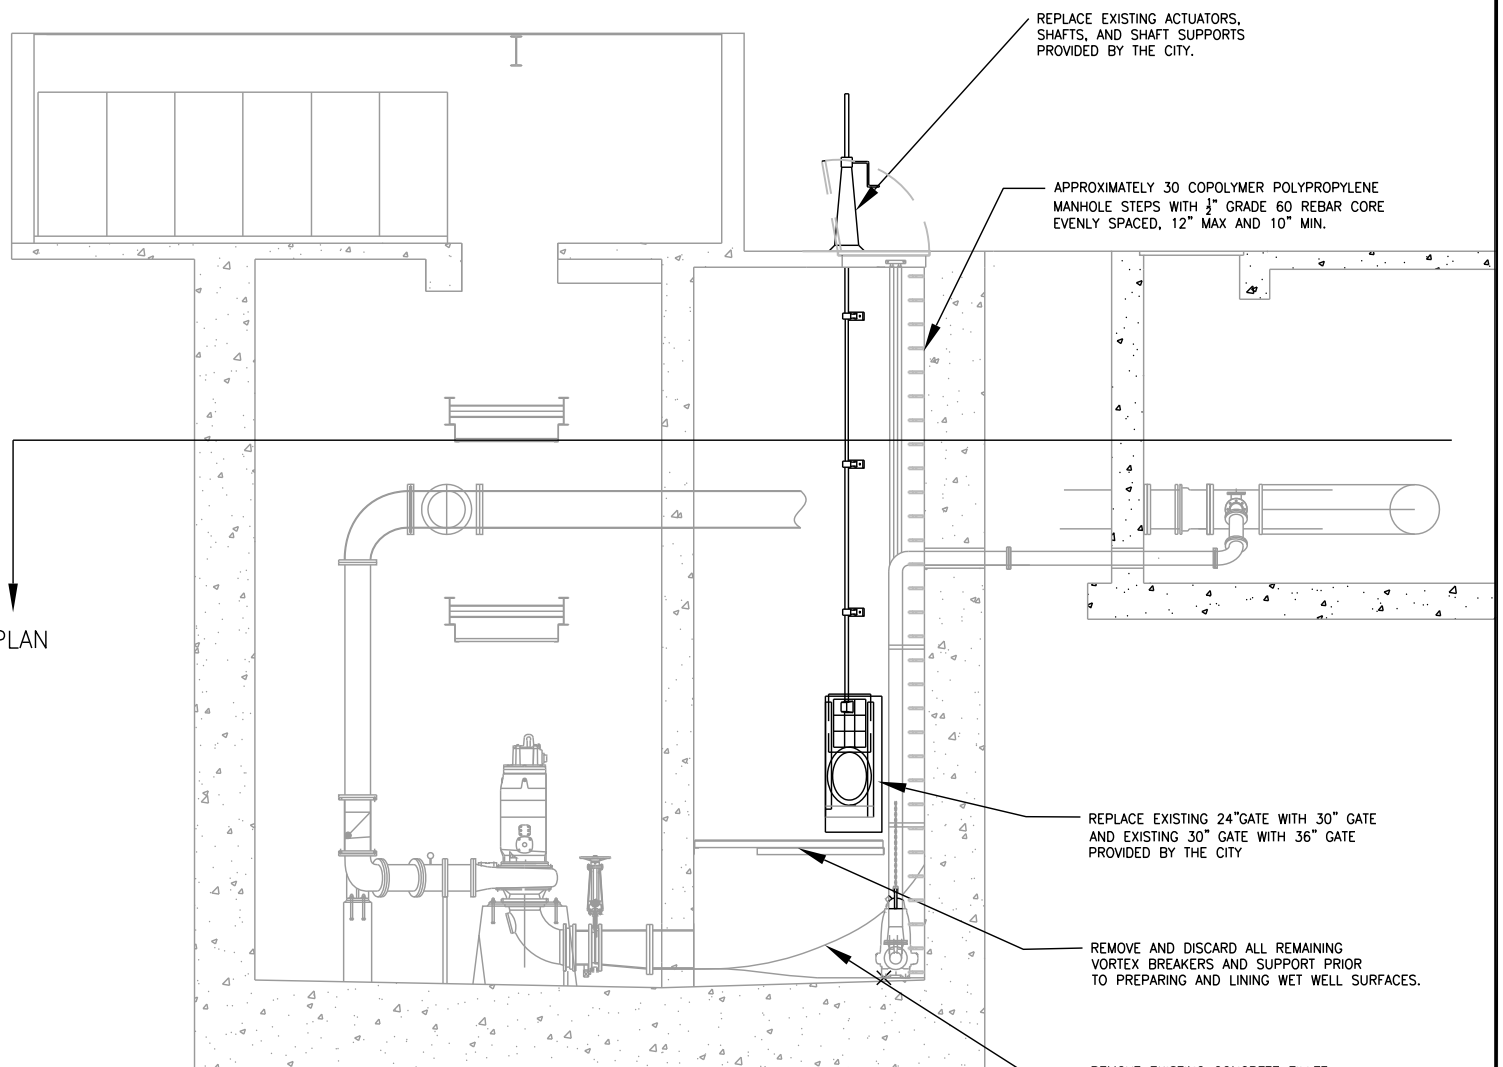 REPLACE EXISTING ACTUATORS,
SHAFTS, AND SHAFT SUPPORTS
PROVIDED BY THE CITY.
APPROXIMATELY 30 COPOLYMER POLYPROPYLENE
MANHOLE STEPS WITH ½" GRADE 60 REBAR CORE
EVENLY SPACED, 12" MAX AND 10" MIN.
PLAN
REPLACE EXISTING 24"GATE WITH 30" GATE
AND EXISTING 30" GATE WITH 36" GATE
PROVIDED BY THE CITY
REMOVE AND DISCARD ALL REMAINING
VORTEX BREAKERS AND SUPPORT PRIOR
TO PREPARING AND LINING WET WELL SURFACES.